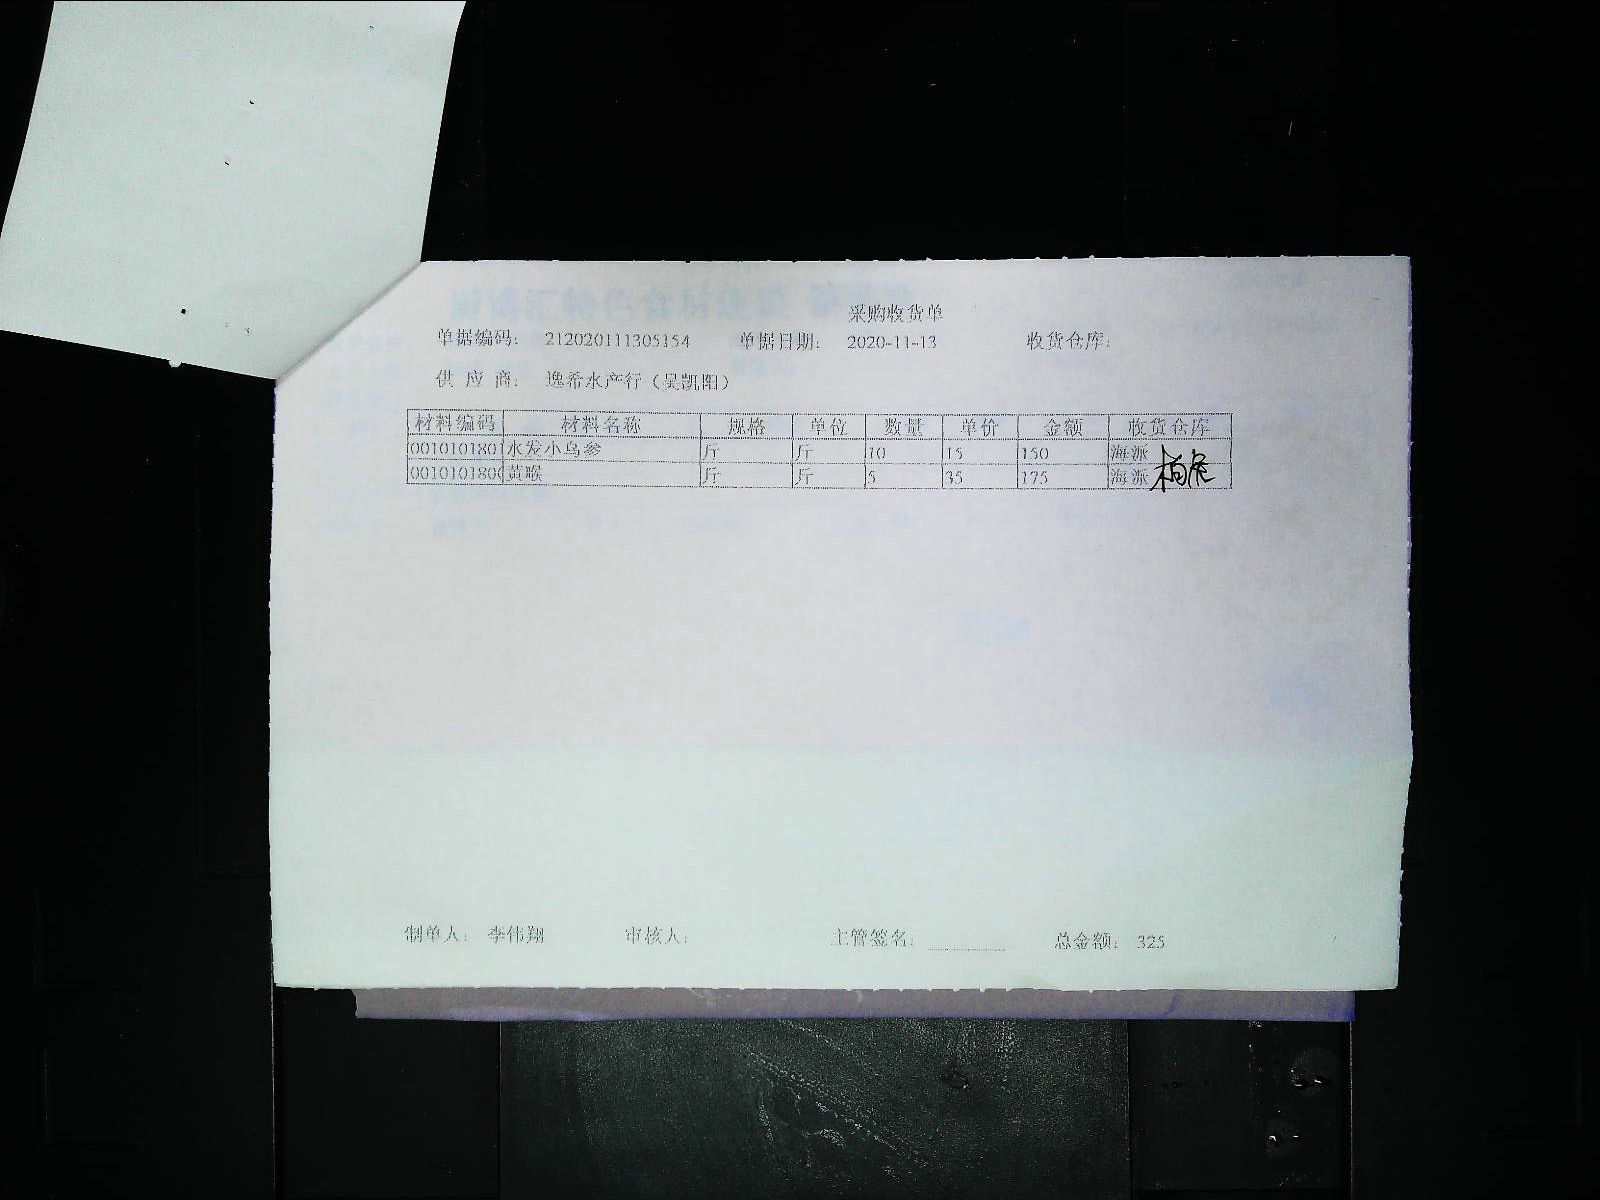 采购收货单
单据编码: 212020111305154 单据日期: 2020-11-13 收货仓库:
供应商: 逸希水产行（吴凯阳）
材料编码 材料名称 规格 单位 数量 单价 金额 收货仓库
0010101801 水发小乌参 斤 斤 10 15 150 海派
0010101800 黄喉 斤 斤 5 35 175 海派
制单人: 李伟翔 审核人: 主管签名: 总金额: 325